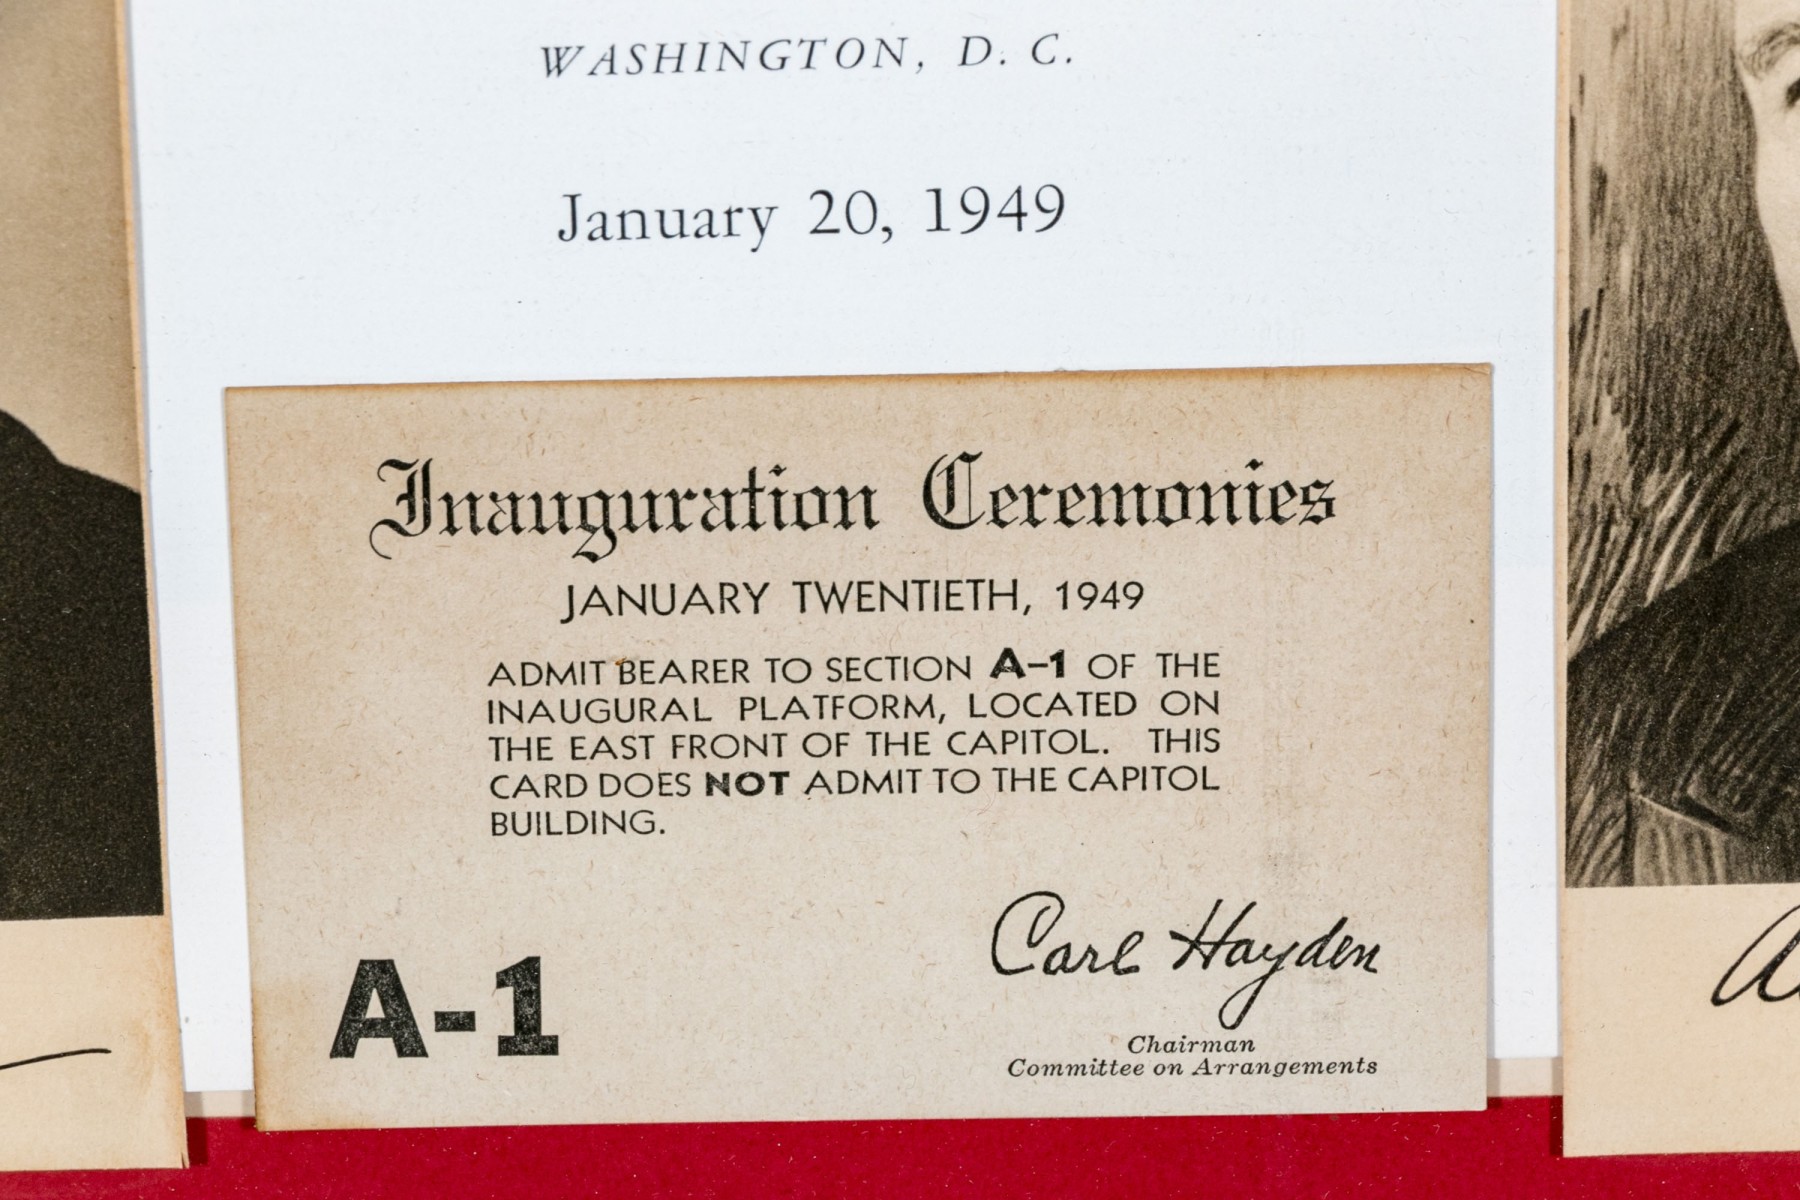 WASHINGTON, D. C.
January 20, 1949
Inauguration Ceremonies
JANUARY TWENTIETH, 1949
ADMIT BEARER TO SECTION A-1 OF THE
INAUGURAL PLATFORM, LOCATED ON
THE EAST FRONT OF THE CAPITOL. THIS
CARD DOES NOT ADMIT TO THE CAPITOL
BUILDING.
A-1
Carl Hayden
Chairman
Committee on Arrangements